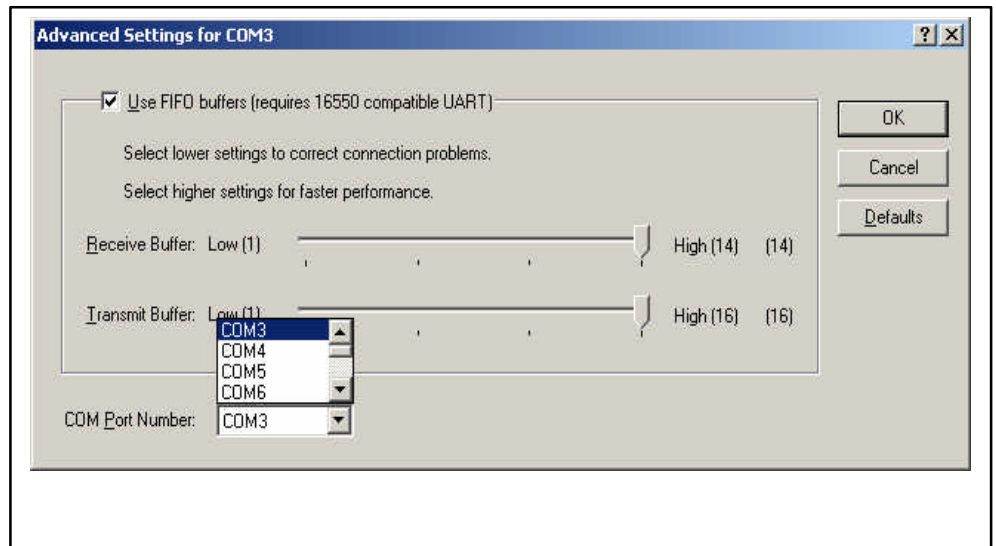 Advanced Settings for COM3
Use FIFO buffers (requires 16550 compatible UART)
OK
Select lower settings to correct connection problems.
Cancel
Select higher settings for faster performance.
Defaults
Receive Buffer: Low (1) High (14) (14)
Transmit Buffer: Low (1) High (16) (16)
COM3
COM4
COM5
COM6
COM Port Number: COM3